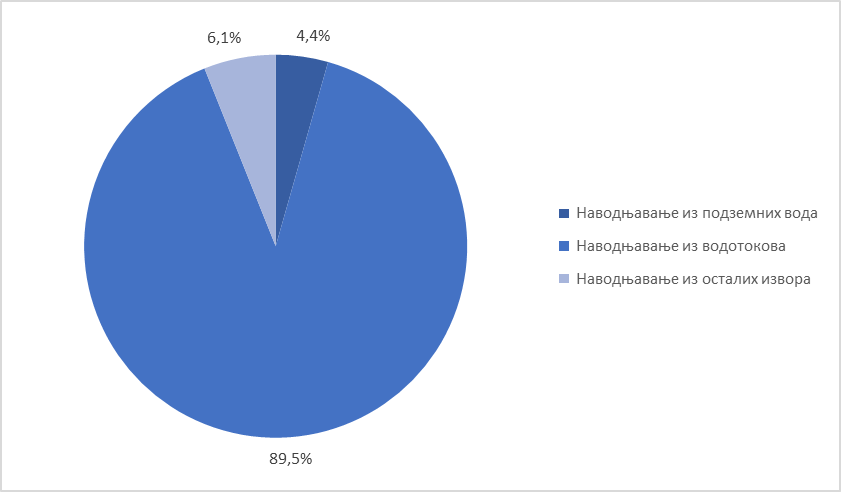 6,1%
4,4%
Наводњавање из подземних вода
Наводњавање из водотокова
Наводњавање из осталих извора
89,5%